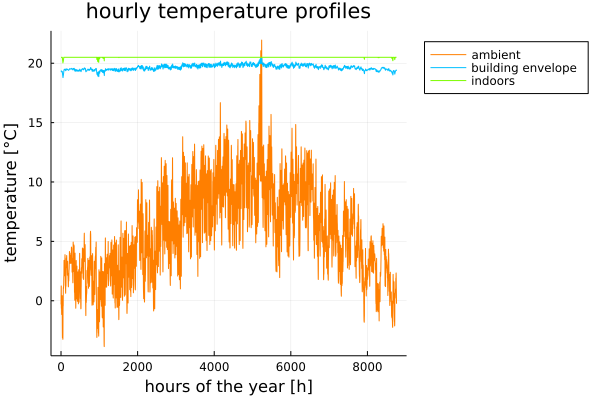 hourly temperature profiles
temperature [°C]
20
15
10
5
0
0 2000 4000 6000 8000
hours of the year [h]
ambient
building envelope
indoors